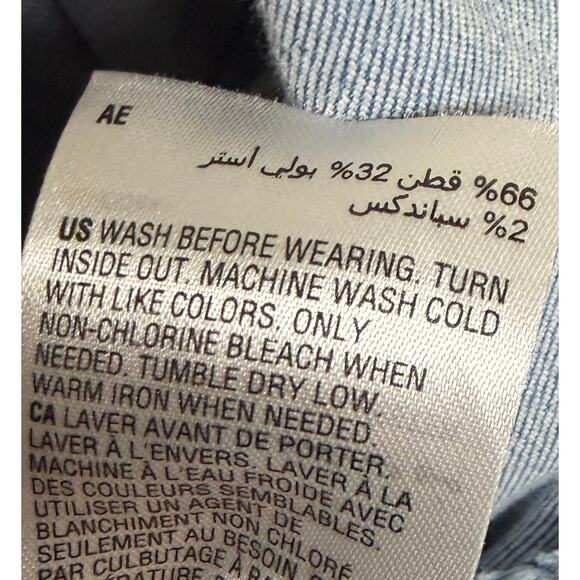 AE
%66 قطن 32% بولي أستر
%2 سباندكس
US WASH BEFORE WEARING. TURN
INSIDE OUT. MACHINE WASH COLD
WITH LIKE COLORS. ONLY
NON-CHLORINE BLEACH WHEN
NEEDED. TUMBLE DRY LOW.
WARM IRON WHEN NEEDED.
CA LAVER AVANT DE PORTER.
LAVER À L'ENVERS. LAVER À LA
MACHINE À L'EAU FROIDE AVEC
DES COULEURS SEMBLABLES.
UTILISER UN AGENT DE
BLANCHIMENT NON CHLORÉ
SEULEMENT AU BESOIN.
PAR CULBUTAGE À